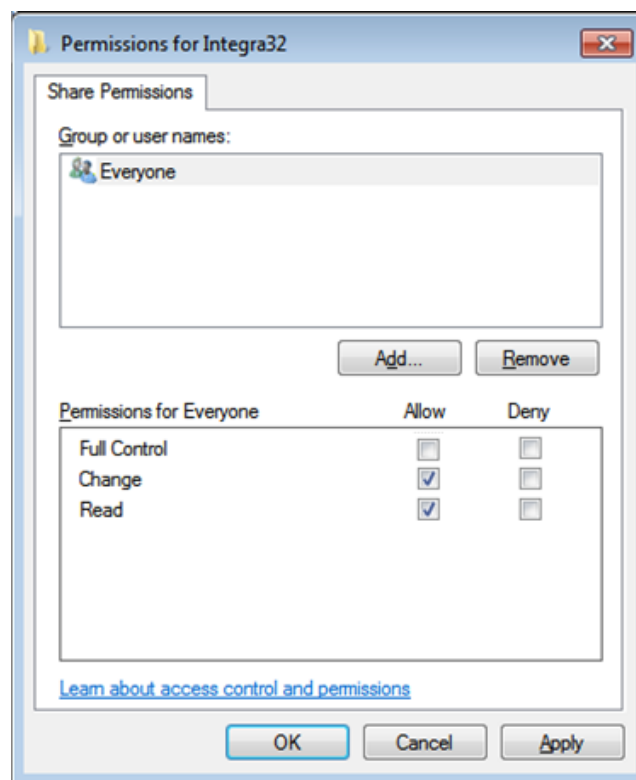 Permissions for Integra32
Share Permissions
Group or user names:
Everyone
Add...
Remove
Permissions for Everyone
Allow
Deny
Full Control
Change
Read
Learn about access control and permissions
OK
Cancel
Apply